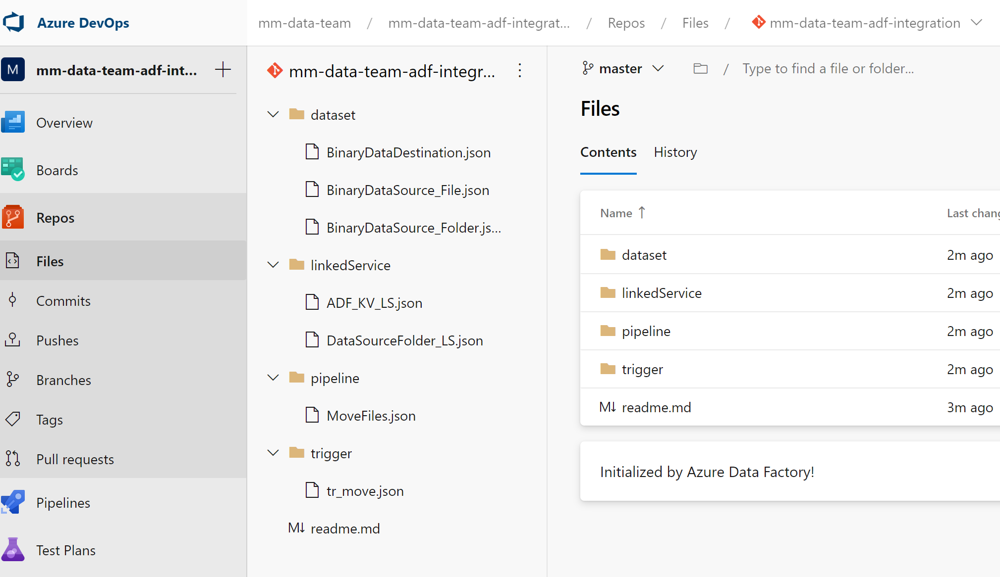 Azure DevOps
mm-data-team / mm-data-team-adf-integrat... / Repos / Files / mm-data-team-adf-integration
M mm-data-team-adf-int...
Overview
Boards
Repos
Files
Commits
Pushes
Branches
Tags
Pull requests
Pipelines
Test Plans
mm-data-team-adf-integr...
dataset
BinaryDataDestination.json
BinaryDataSource_File.json
BinaryDataSource_Folder.js...
linkedService
ADF_KV_LS.json
DataSourceFolder_LS.json
pipeline
MoveFiles.json
trigger
tr_move.json
M↓ readme.md
master / Type to find a file or folder...
Files
Contents History
Name ↑ Last chang
dataset 2m ago
linkedService 2m ago
pipeline 2m ago
trigger 2m ago
M↓ readme.md 3m ago
Initialized by Azure Data Factory!